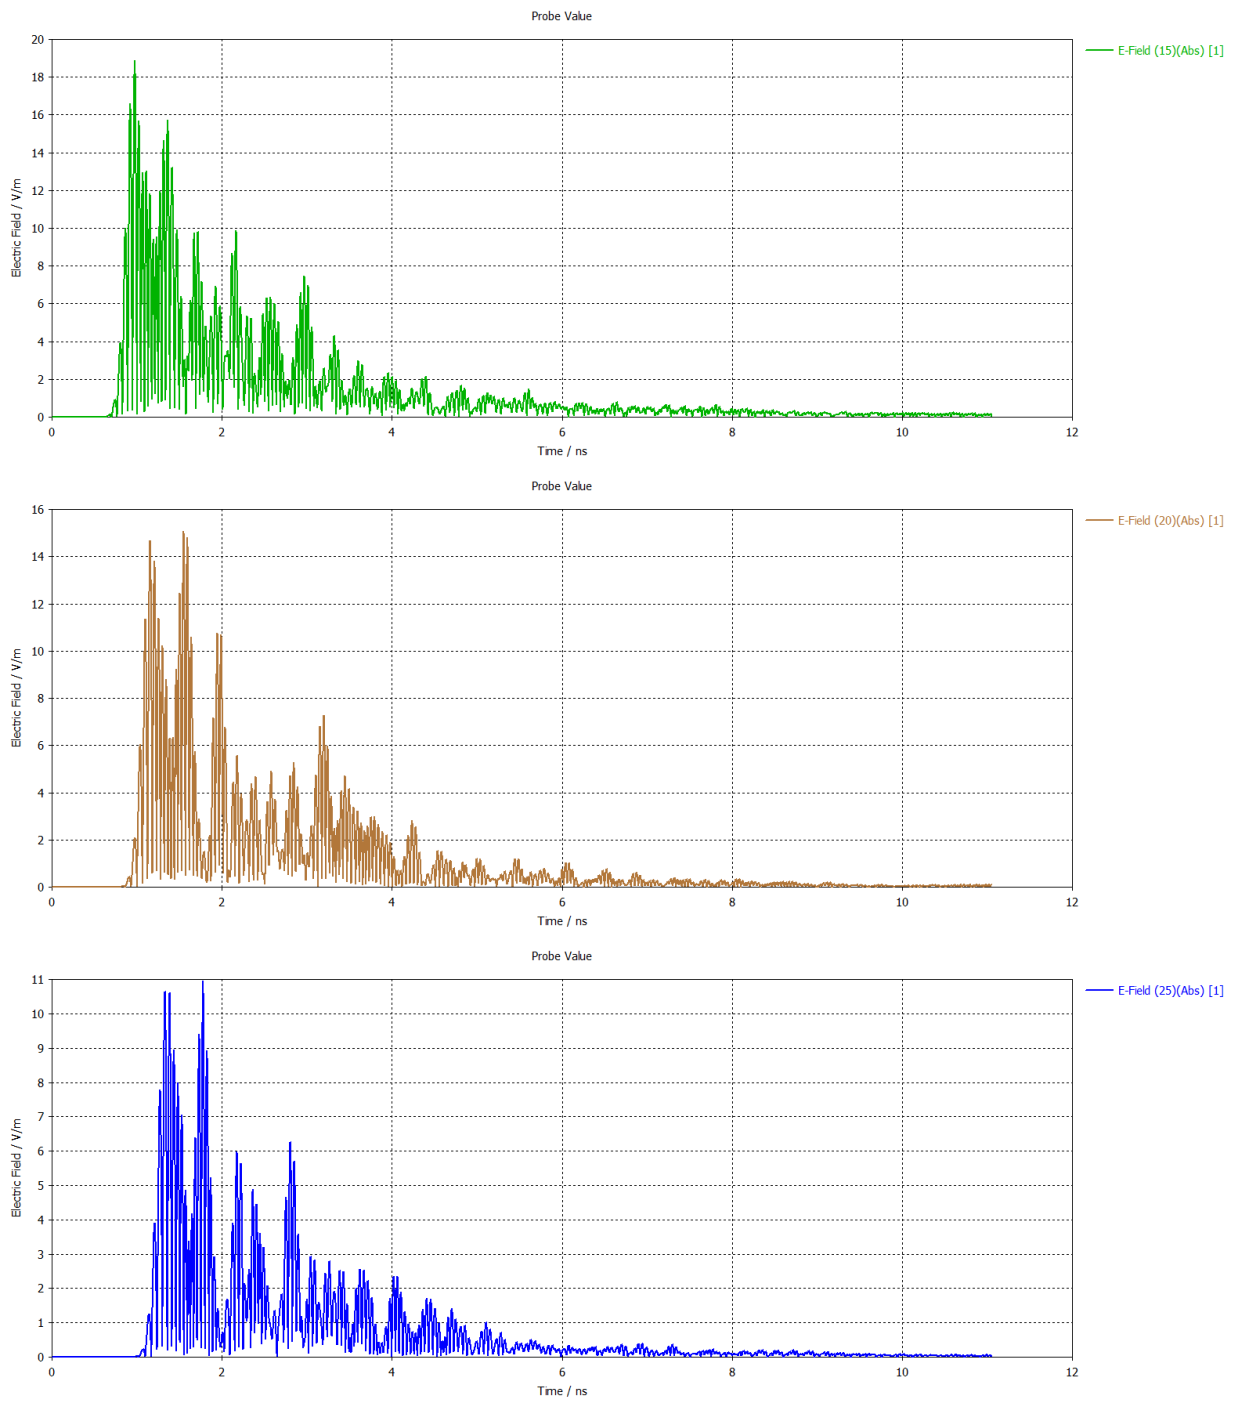 Probe Value
E-Field (15)(Abs) [1]
Electric Field / V/m
20
18
16
14
12
10
8
6
4
2
0
0 2 4 6 8 10 12
Time / ns
Probe Value
E-Field (20)(Abs) [1]
Electric Field / V/m
16
14
12
10
8
6
4
2
0
0 2 4 6 8 10 12
Time / ns
Probe Value
E-Field (25)(Abs) [1]
Electric Field / V/m
11
10
9
8
7
6
5
4
3
2
1
0
0 2 4 6 8 10 12
Time / ns